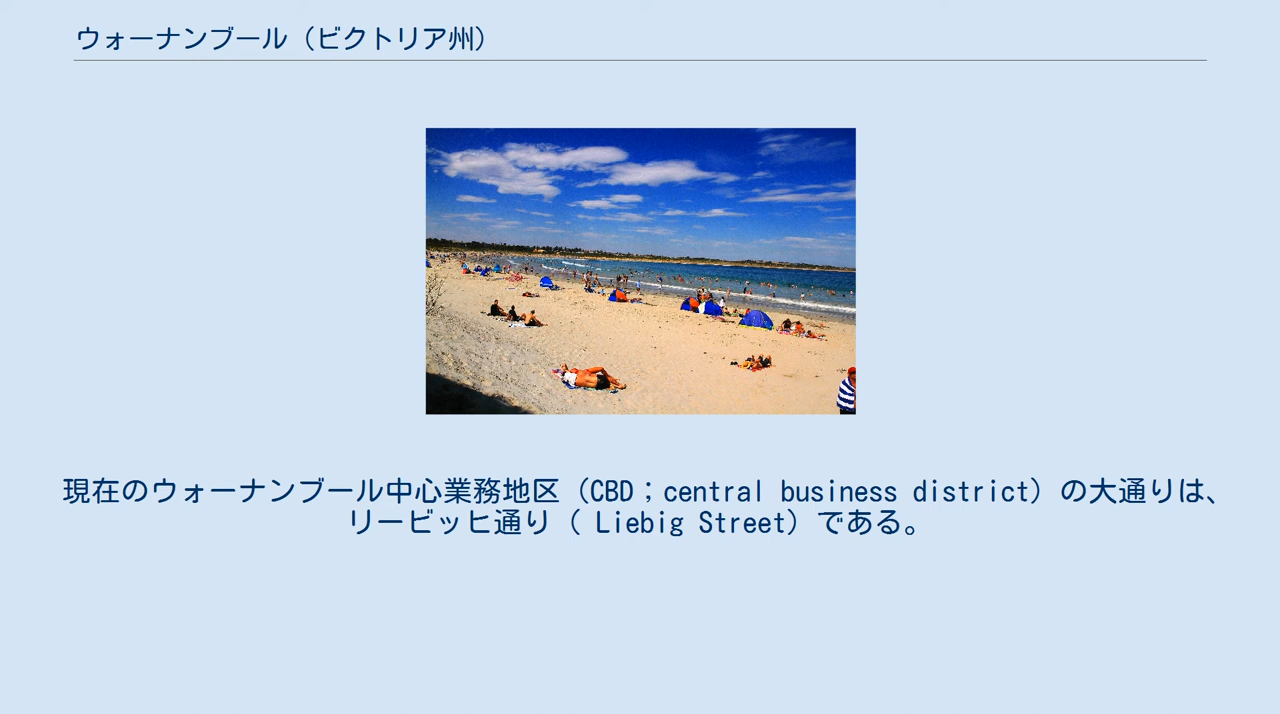 ウォーナンブール（ビクトリア州）
現在のウォーナンブール中心業務地区（CBD；central business district）の大通りは、
リービッヒ通り（ Liebig Street）である。